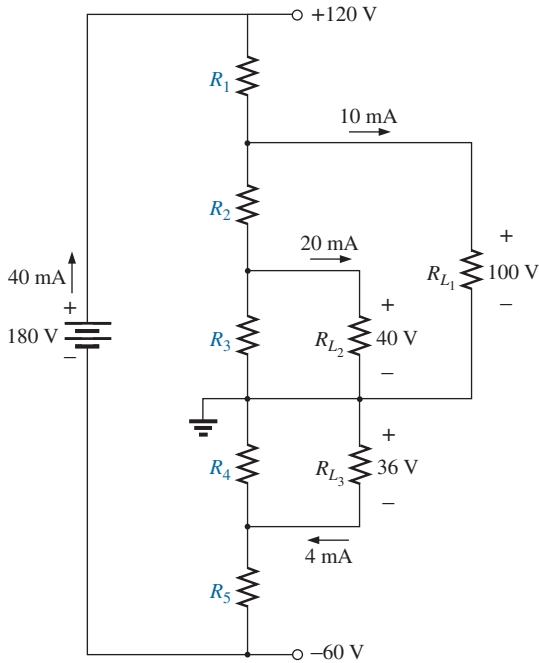 +120 V
R1
10 mA
R2
20 mA
40 mA
+
180 V
–
R3
RL2
+
40 V
–
RL1
+
100 V
–
R4
RL3
+
36 V
–
4 mA
R5
–60 V